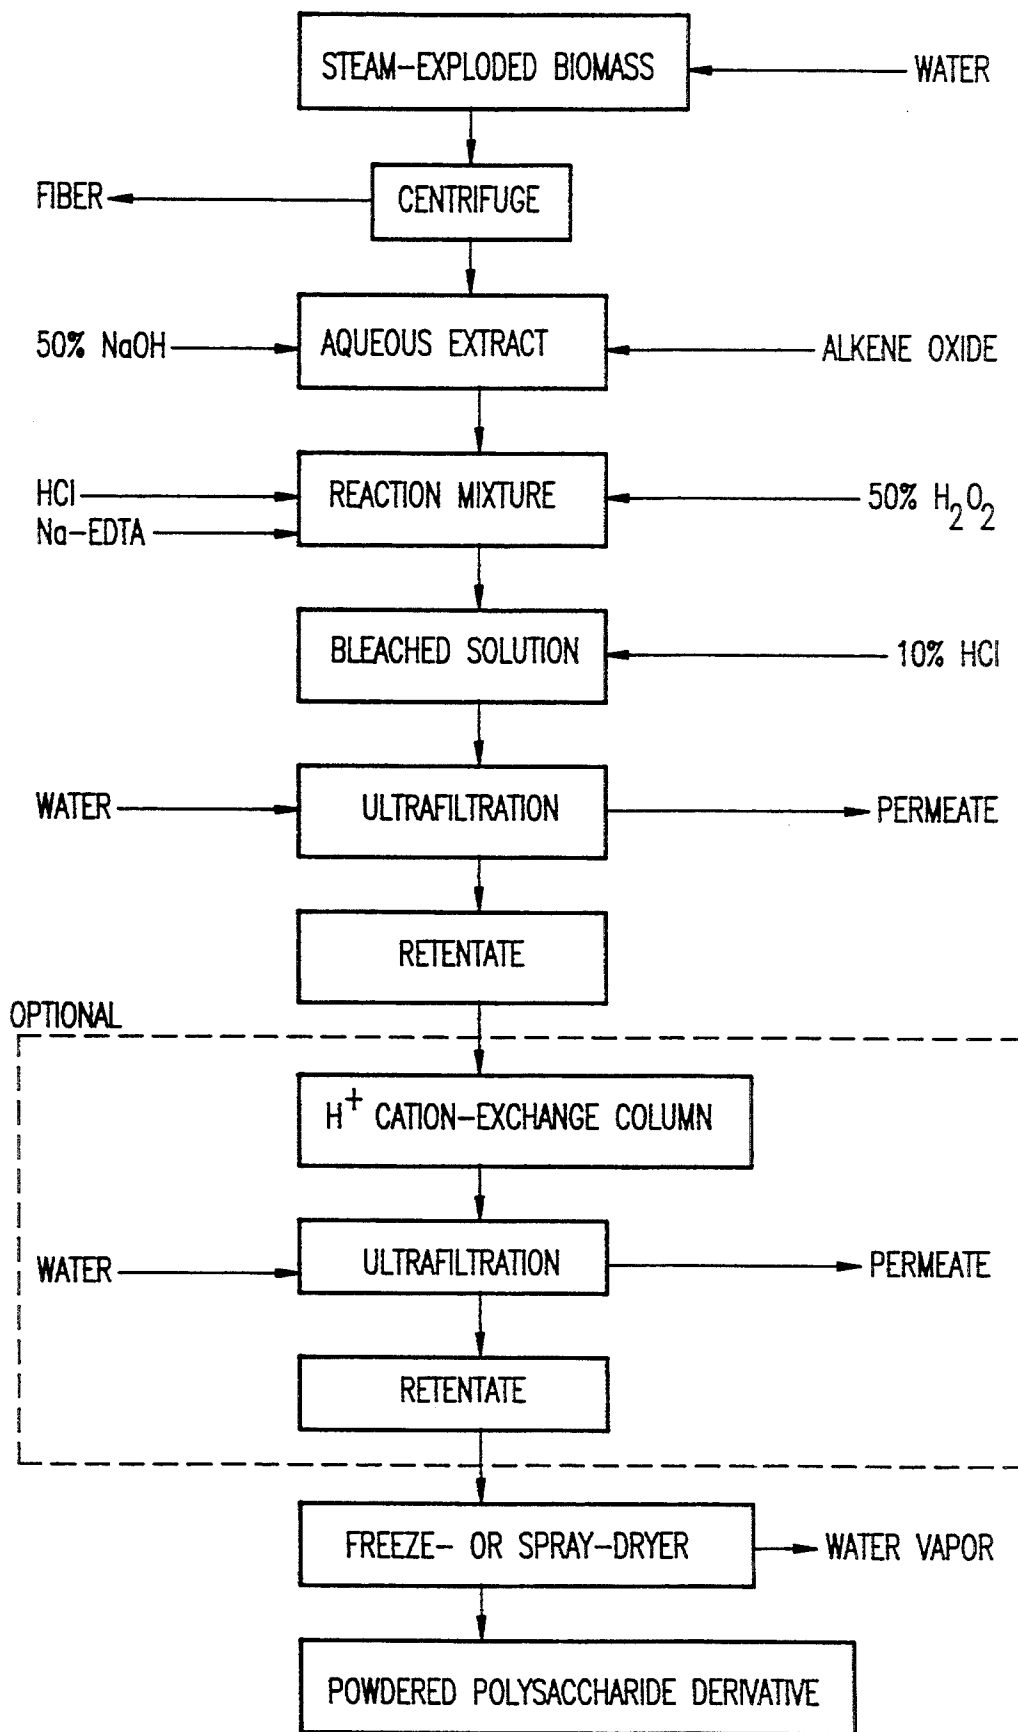 STEAM-EXPLODED BIOMASS
WATER
FIBER
CENTRIFUGE
50% NaOH
AQUEOUS EXTRACT
ALKENE OXIDE
HCl
Na-EDTA
REACTION MIXTURE
50% H2O2
BLEACHED SOLUTION
10% HCl
WATER
ULTRAFILTRATION
PERMEATE
RETENTATE
OPTIONAL
H+ CATION-EXCHANGE COLUMN
WATER
ULTRAFILTRATION
PERMEATE
RETENTATE
FREEZE- OR SPRAY-DRYER
WATER VAPOR
POWDERED POLYSACCHARIDE DERIVATIVE